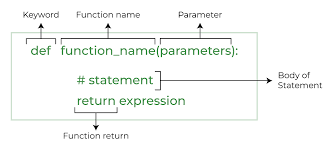 Keyword Function name Parameter
def function_name(parameters):
# statement
Body of
Statement
return expression
Function return